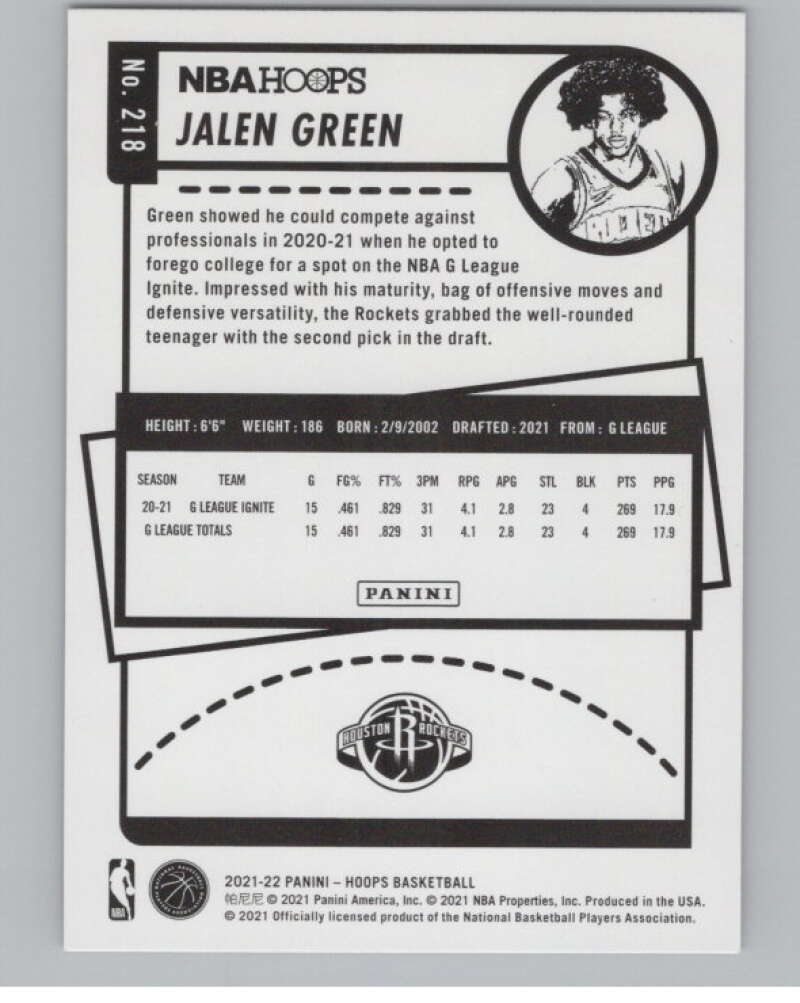 No. 218
NBA HOOPS
JALEN GREEN
Green showed he could compete against
professionals in 2020-21 when he opted to
forego college for a spot on the NBA G League
Ignite. Impressed with his maturity, bag of offensive moves and
defensive versatility, the Rockets grabbed the well-rounded
teenager with the second pick in the draft.
HEIGHT: 6'6" WEIGHT: 186 BORN: 2/9/2002 DRAFTED: 2021 FROM: G LEAGUE
SEASON TEAM G FG% FT% 3PM RPG APG STL BLK PTS PPG
20-21 G LEAGUE IGNITE 15 .461 .829 31 4.1 2.8 23 4 269 17.9
G LEAGUE TOTALS 15 .461 .829 31 4.1 2.8 23 4 269 17.9
PANINI
HOUSTON R ROCKETS
NBA
2021-22 PANINI – HOOPS BASKETBALL
帕尼尼 © 2021 Panini America, Inc. © 2021 NBA Properties, Inc. Produced in the USA.
© 2021 Officially licensed product of the National Basketball Players Association.